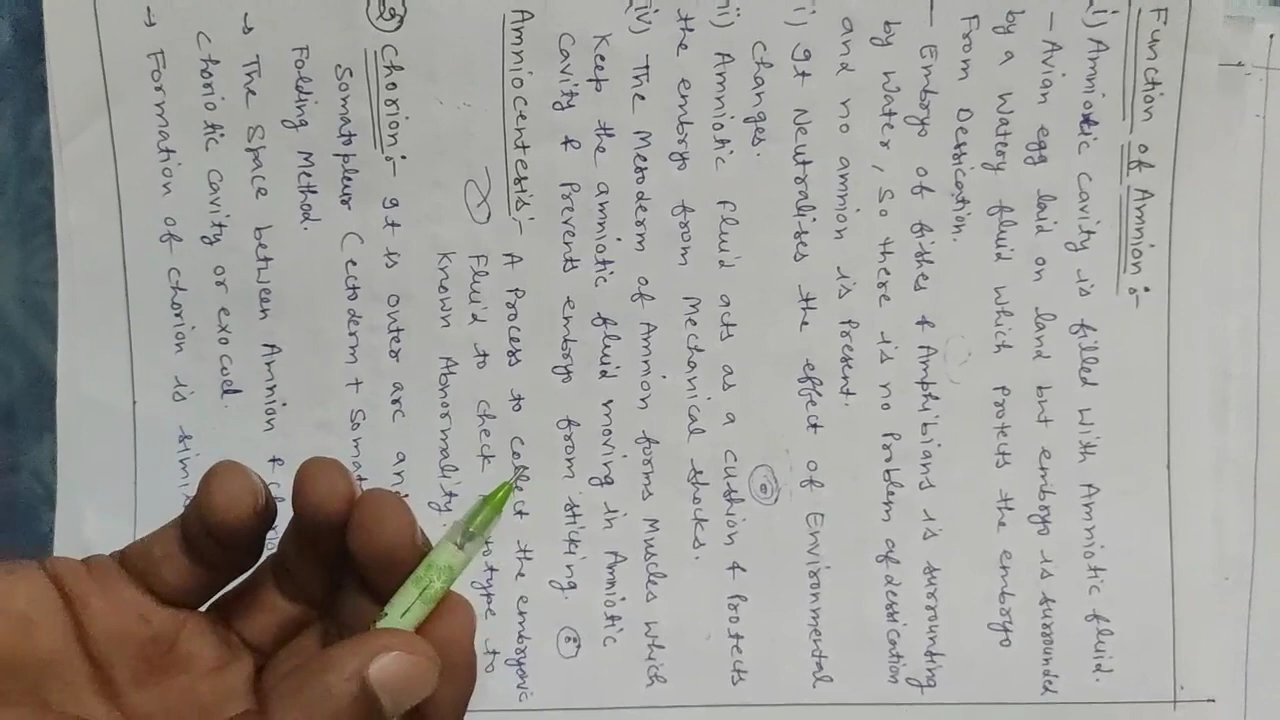 Function of Amnion:-
i) Amniotic cavity is filled with Amniotic fluid.
- Avian egg laid on land but embryo is surrounded
by a Watery fluid which protects the embryo
From Dessication.
- Embryo of fishes & Amphibians is surrounting
by Water, So there is no Problem of dessication
and no amnion is Present.
i) It Neutralises the effect of Environmental
changes.
ii) Amniotic fluid acts as a cushion & Protects
the embryo from Mechanical shocks.
iv) The Mesoderm of Amnion forms Muscles which
Keep the amniotic fluid moving in Amniotic
Cavity & Prevents embryo from sticking.
Amniocentesis:- A Process to collect the embryonic
Fluid to check type to
known Abnormality.
Chorion:- It is outer arc
Somatopleur (ectoderm + Somat
Folding Method.
→ The Space between Amnion &
Choriotic cavity or exocoel.
→ Formation of chorion is